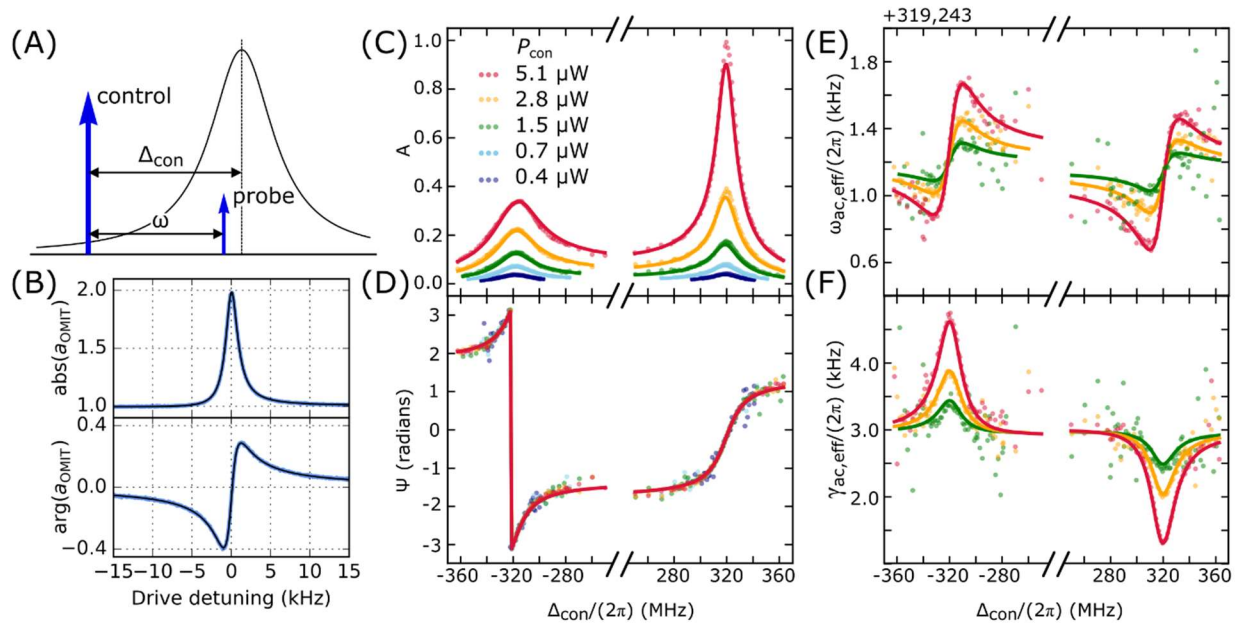 (A)
control
Δcon
probe
ω
(B)
abs(aOMIT)
2.0
1.5
1.0
arg(aOMIT)
0.4
0.0
−0.4
−15 −10 −5 0 5 10 15
Drive detuning (kHz)
(C)
A
1.0
0.8
0.6
0.4
0.2
0.0
Pcon
5.1 μW
2.8 μW
1.5 μW
0.7 μW
0.4 μW
(D)
Ψ (radians)
3
2
1
0
-1
-2
-3
-360 -320 -280 280 320 360
Δcon/(2π) (MHz)
+319,243
(E)
ωac,eff/(2π) (kHz)
1.8
1.4
1.0
0.6
(F)
γac,eff/(2π) (kHz)
4.0
3.0
2.0
-360 -320 -280 280 320 360
Δcon/(2π) (MHz)